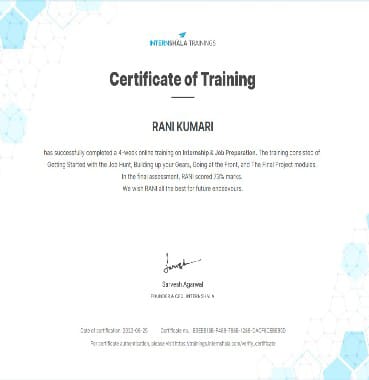 INTERNSHALA TRAININGS
Certificate of Training
RANI KUMARI
has successfully completed a 4-week online training on Internship & Job Preparation. The training consisted of
Getting Started with the Job Hunt, Building up your Gears, Going at the Front, and The Final Project modules.
In the final assessment, RANI scored 73% marks.
We wish RANI all the best for future endeavours.
Sarvesh Agarwal
FOUNDER & CEO, INTERNSHALA
Date of certification: 2022-08-25 Certificate no.:
For certificate authentication, please visit https://trainings.internshala.com/verify_certificate